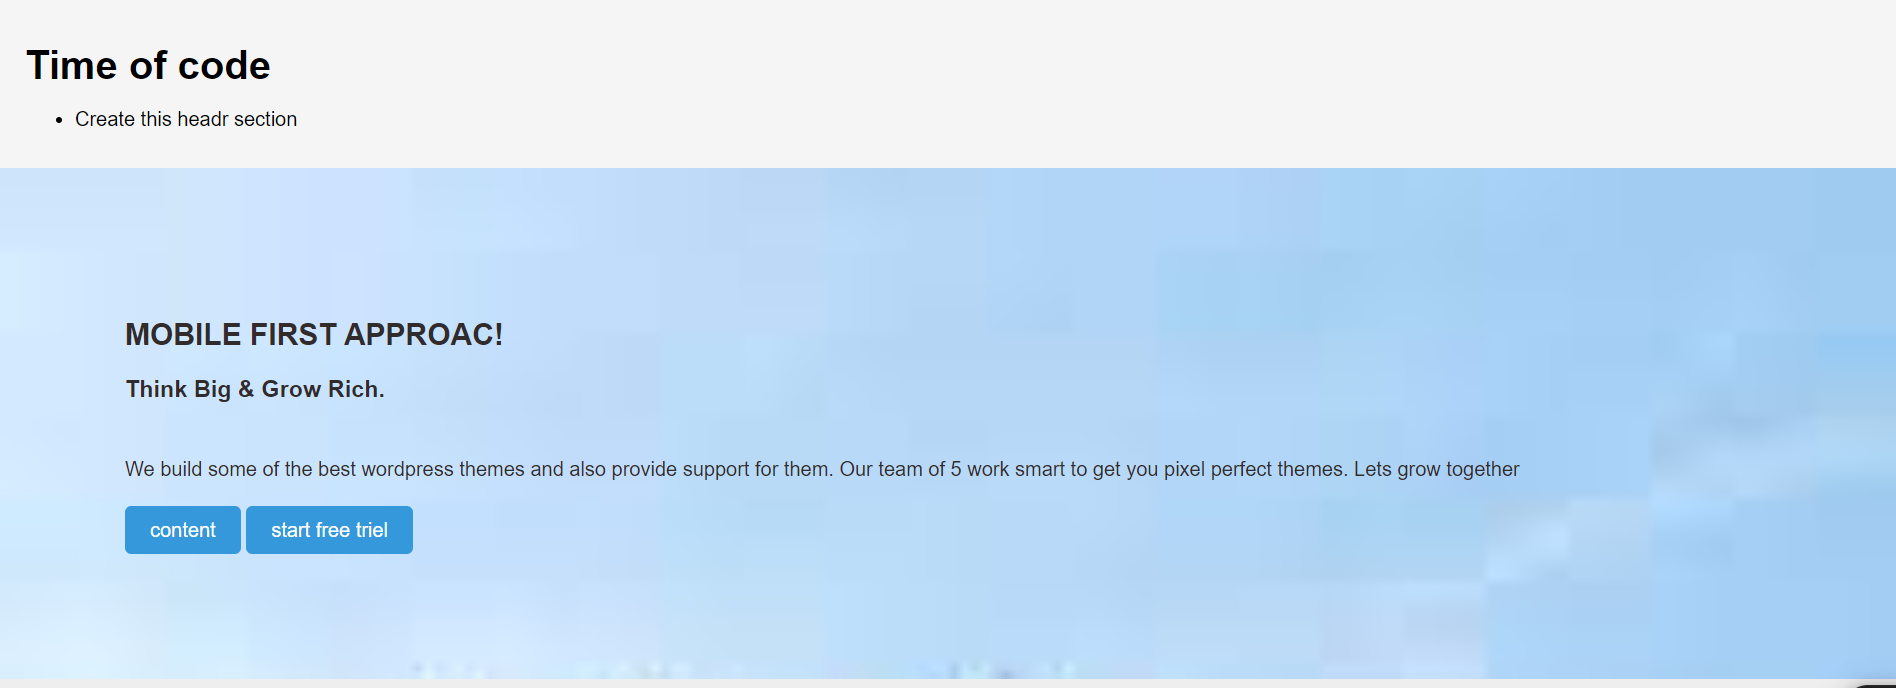 Time of code
Create this headr section
MOBILE FIRST APPROAC!
Think Big & Grow Rich.
We build some of the best wordpress themes and also provide support for them. Our team of 5 work smart to get you pixel perfect themes. Lets grow together
content
start free triel